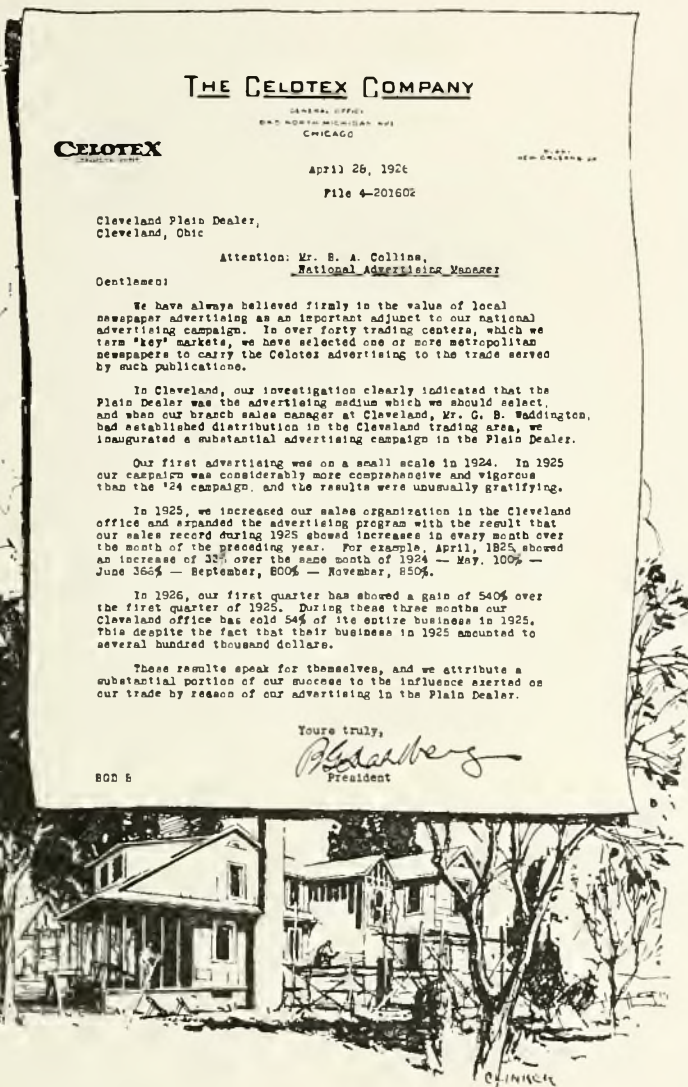 THE CELOTEX COMPANY
GENERAL OFFICE
NORTH MICHIGAN AVE
CHICAGO
CELOTEX
NEW ORLEANS, LA
April 26, 1926
File 4-201602
Cleveland Plain Dealer,
Cleveland, Ohio
Attention: Mr. B. A. Collins,
National Advertising Manager
Gentlemen:
We have always believed firmly in the value of local
newspaper advertising as an important adjunct to our national
advertising campaign. In over forty trading centers, which we
term "key" markets, we have selected one or more metropolitan
newspapers to carry the Celotex advertising to the trade served
by such publications.
In Cleveland, our investigation clearly indicated that the
Plain Dealer was the advertising medium which we should select,
and when our branch sales manager at Cleveland, Mr. G. B. Waddington,
had established distribution in the Cleveland trading area, we
inaugurated a substantial advertising campaign in the Plain Dealer.
Our first advertising was on a small scale in 1924. In 1925
our campaign was considerably more comprehensive and vigorous
than the '24 campaign, and the results were unusually gratifying.
In 1925, we increased our sales organization in the Cleveland
office and expanded the advertising program with the result that
our sales record during 1925 showed increases in every month over
the month of the preceding year. For example, April, 1925, showed
an increase of 33% over the same month of 1924 — May, 100% —
June 366% — September, 800% — November, 850%.
In 1926, our first quarter has showed a gain of 540% over
the first quarter of 1925. During these three months our
Cleveland office has sold 54% of its entire business in 1925.
This despite the fact that their business in 1925 amounted to
several hundred thousand dollars.
These results speak for themselves, and we attribute a
substantial portion of our success to the influence exerted on
our trade by reason of our advertising in the Plain Dealer.
Yours truly,
BGDahlberg
President
BGD B
CLINKER